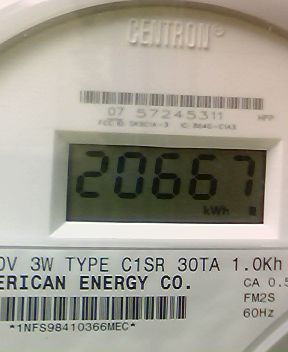 CENTRON®
07 57245311
HPP
20667
kWh
0V 3W TYPE C1SR 30TA 1.0Kh
ERICAN ENERGY CO.
CA 0.5
FM2S
60Hz
*1NFS98410366MEC*